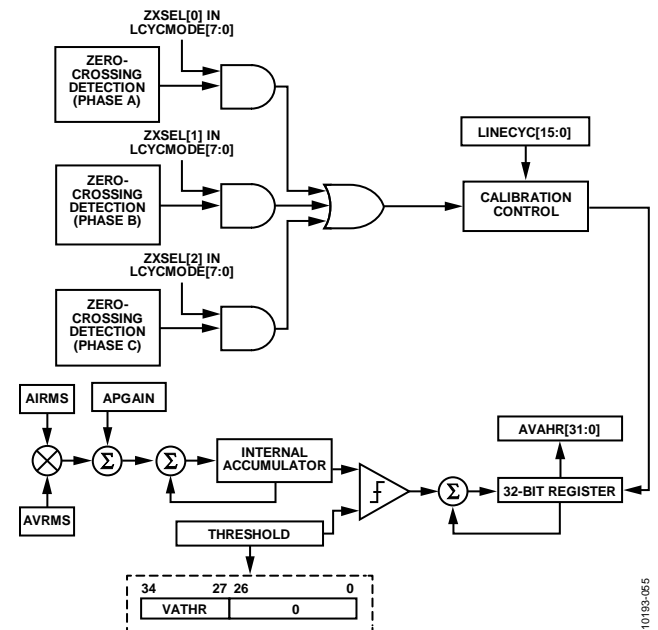 ZXSEL[0] IN
LCYCMODE[7:0]
ZERO-
CROSSING
DETECTION
(PHASE A)
ZXSEL[1] IN
LCYCMODE[7:0]
ZERO-
CROSSING
DETECTION
(PHASE B)
ZXSEL[2] IN
LCYCMODE[7:0]
ZERO-
CROSSING
DETECTION
(PHASE C)
LINECYC[15:0]
CALIBRATION
CONTROL
AIRMS
APGAIN
AVAHR[31:0]
INTERNAL
ACCUMULATOR
Σ
Σ
Σ
32-BIT REGISTER
AVRMS
THRESHOLD
34 27 26 0
VATHR 0
10193-055